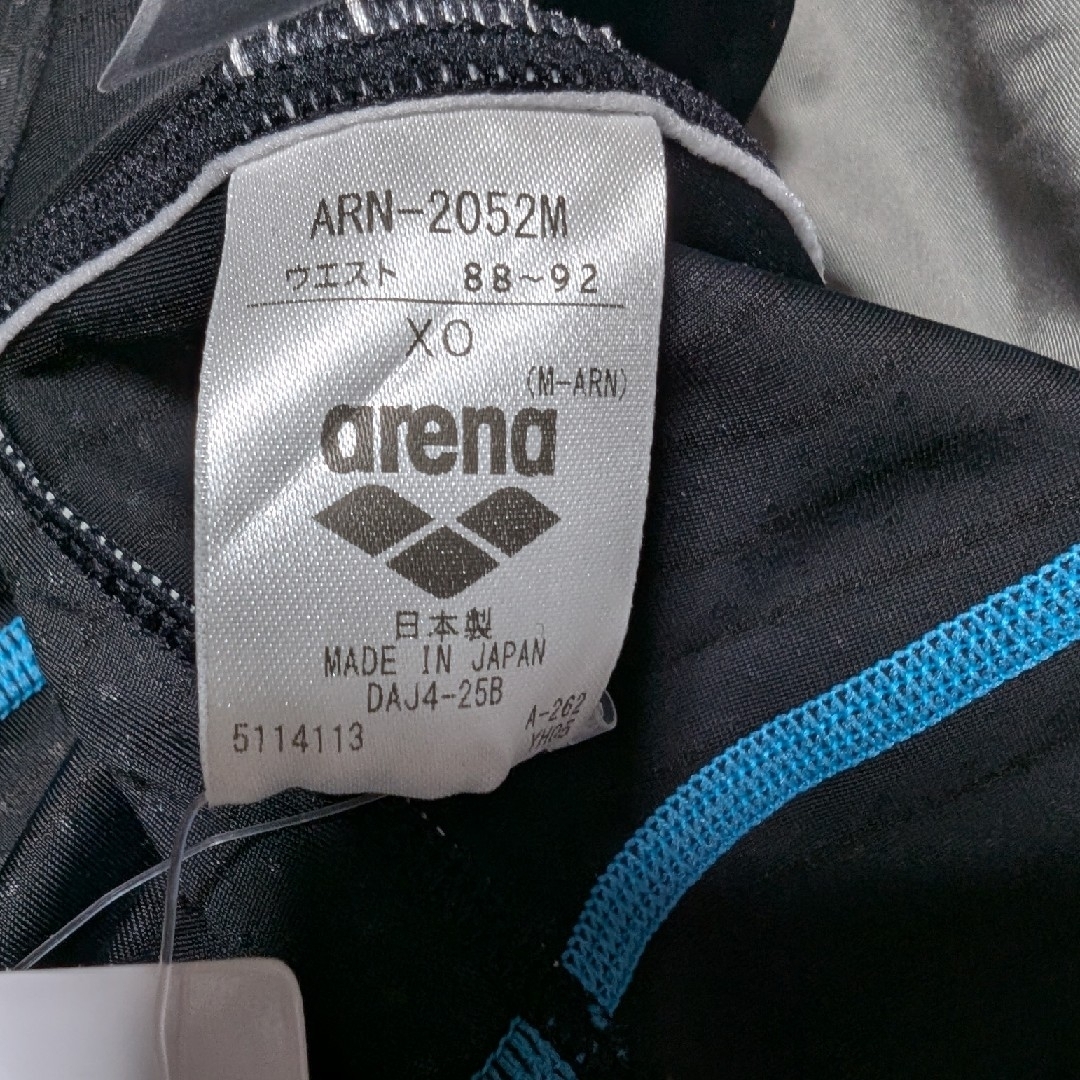 ARN-2052M
ウエスト 88~92
XO
(M-ARN)
arena
日本製
MADE IN JAPAN
DAJ4-25B
5114113
A-262
YH05